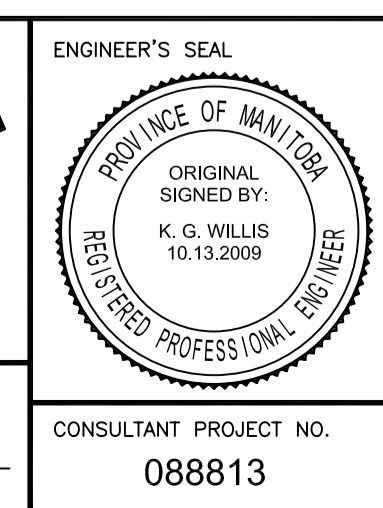 ENGINEER'S SEAL
PROVINCE OF MANITOBA
ORIGINAL
SIGNED BY:
K. G. WILLIS
10.13.2009
REGISTERED PROFESSIONAL ENGINEER
CONSULTANT PROJECT NO.
088813